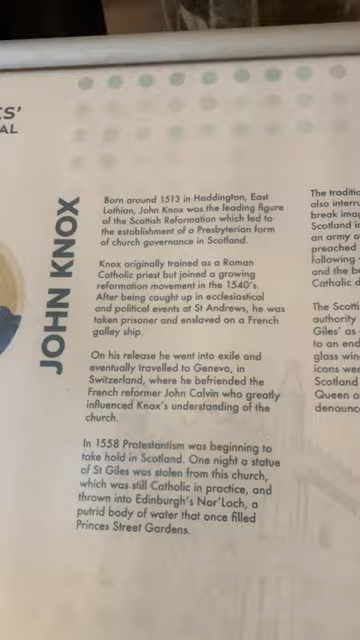 ES'
AL
JOHN KNOX
Born around 1513 in Haddington, East
Lothian, John Knox was the leading figure
of the Scottish Reformation which led to
the establishment of a Presbyterian form
of church governance in Scotland.
Knox originally trained as a Roman
Catholic priest but joined a growing
reformation movement in the 1540's.
After being caught up in ecclesiastical
and political events at St Andrews, he was
taken prisoner and enslaved on a French
galley ship.
On his release he went into exile and
eventually travelled to Geneva, in
Switzerland, where he befriended the
French reformer John Calvin who greatly
influenced Knox's understanding of the
church.
In 1558 Protestantism was beginning to
take hold in Scotland. One night a statue
of St Giles was stolen from this church,
which was still Catholic in practice, and
thrown into Edinburgh's Nor'Loch, a
putrid body of water that once filled
Princes Street Gardens.
The traditio
also interru
break imag
Scotland i
an army o
preached
following
and the b
Catholic d
The Scotti
authority
Giles' as
to an end
glass win
icons wer
Scotland
Queen o
denounc